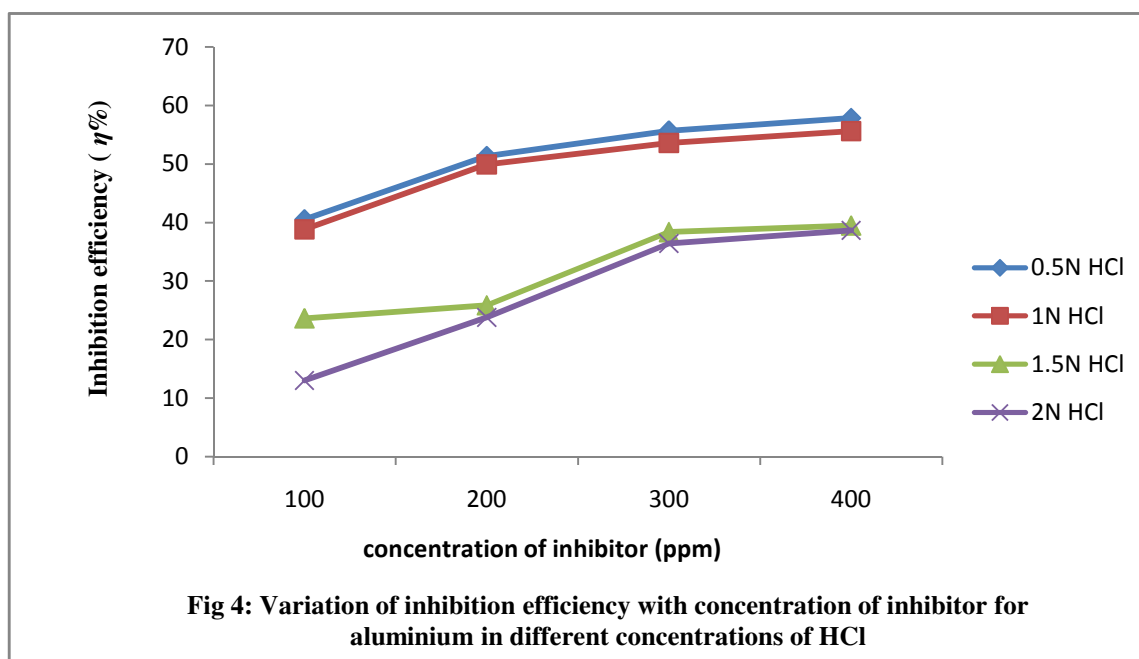 70
60
50
40
30
20
10
0
Inhibition efficiency ( η%)
100 200 300 400
concentration of inhibitor (ppm)
0.5N HCl
1N HCl
1.5N HCl
2N HCl
Fig 4: Variation of inhibition efficiency with concentration of inhibitor for
aluminium in different concentrations of HCl